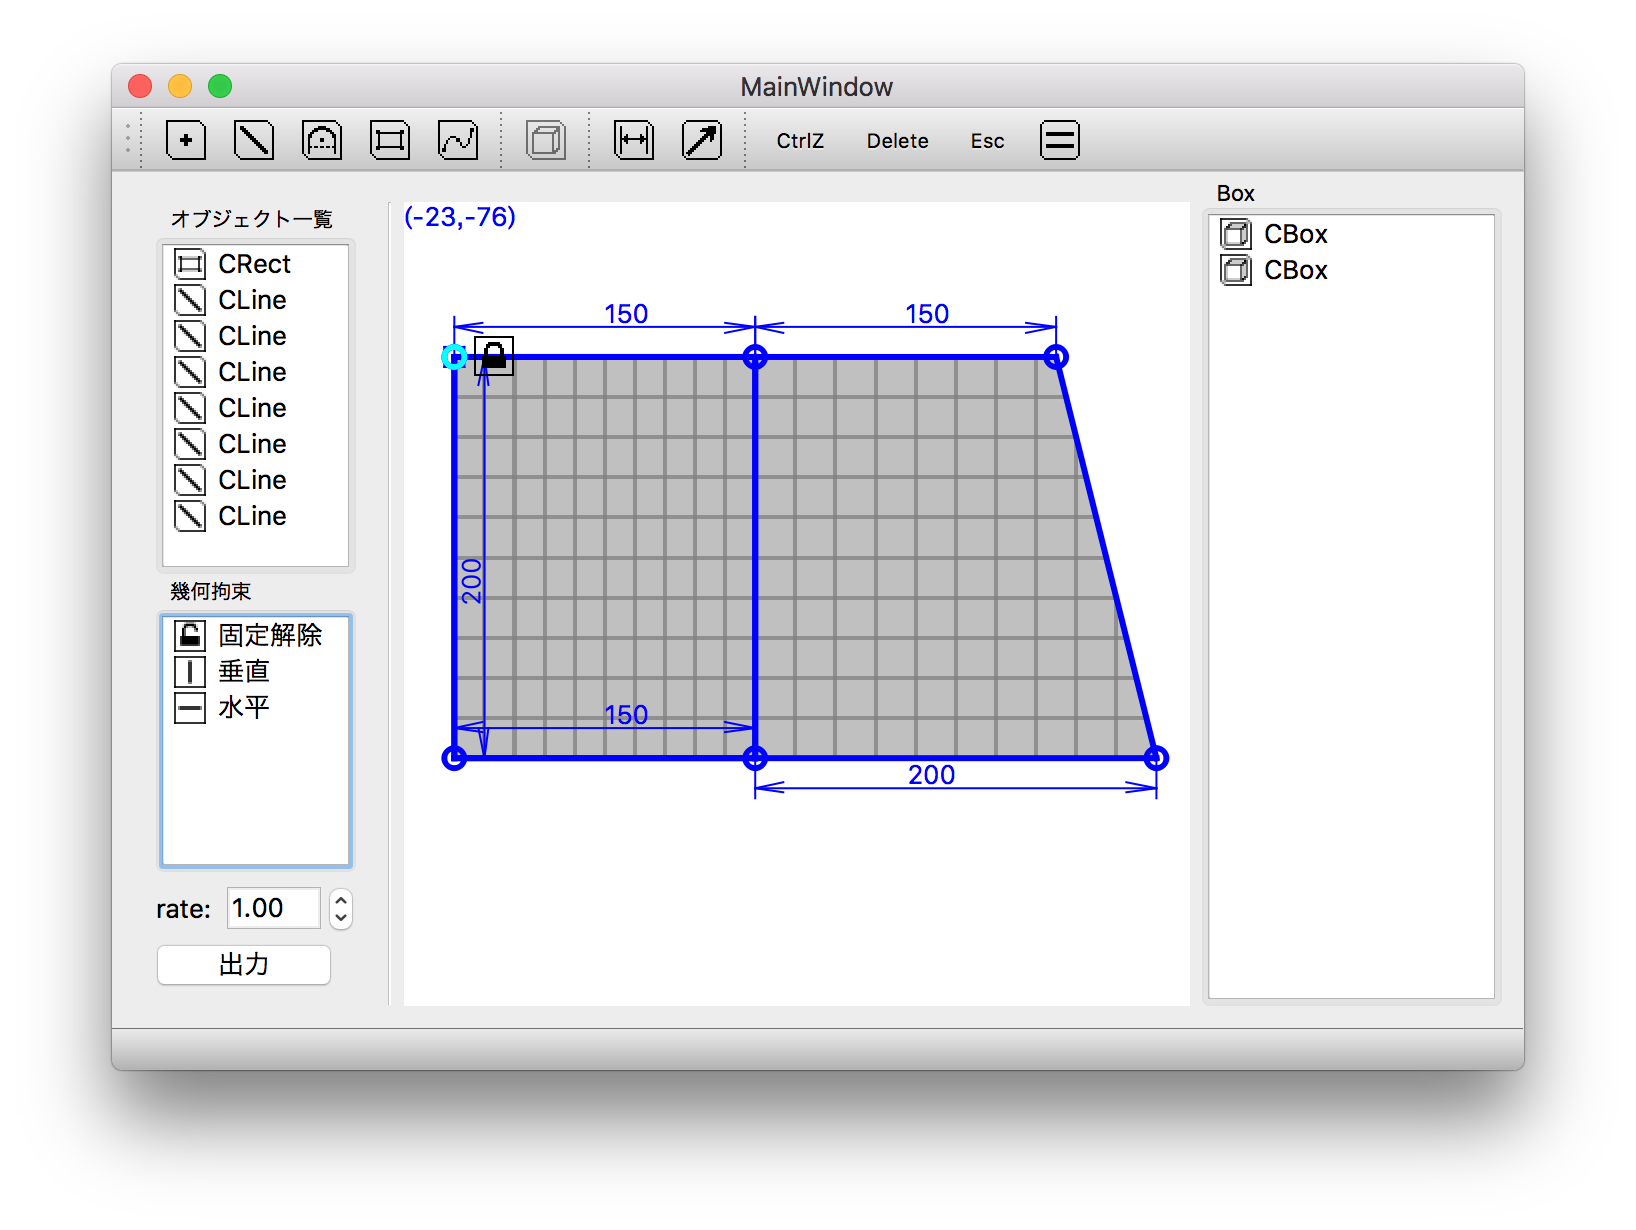 MainWindow
CtrlZ Delete Esc
オブジェクト一覧
CRect
CLine
CLine
CLine
CLine
CLine
CLine
CLine
幾何拘束
固定解除
垂直
水平
rate: 1.00
出力
(-23,-76)
150 150
200
150
200
Box
CBox
CBox